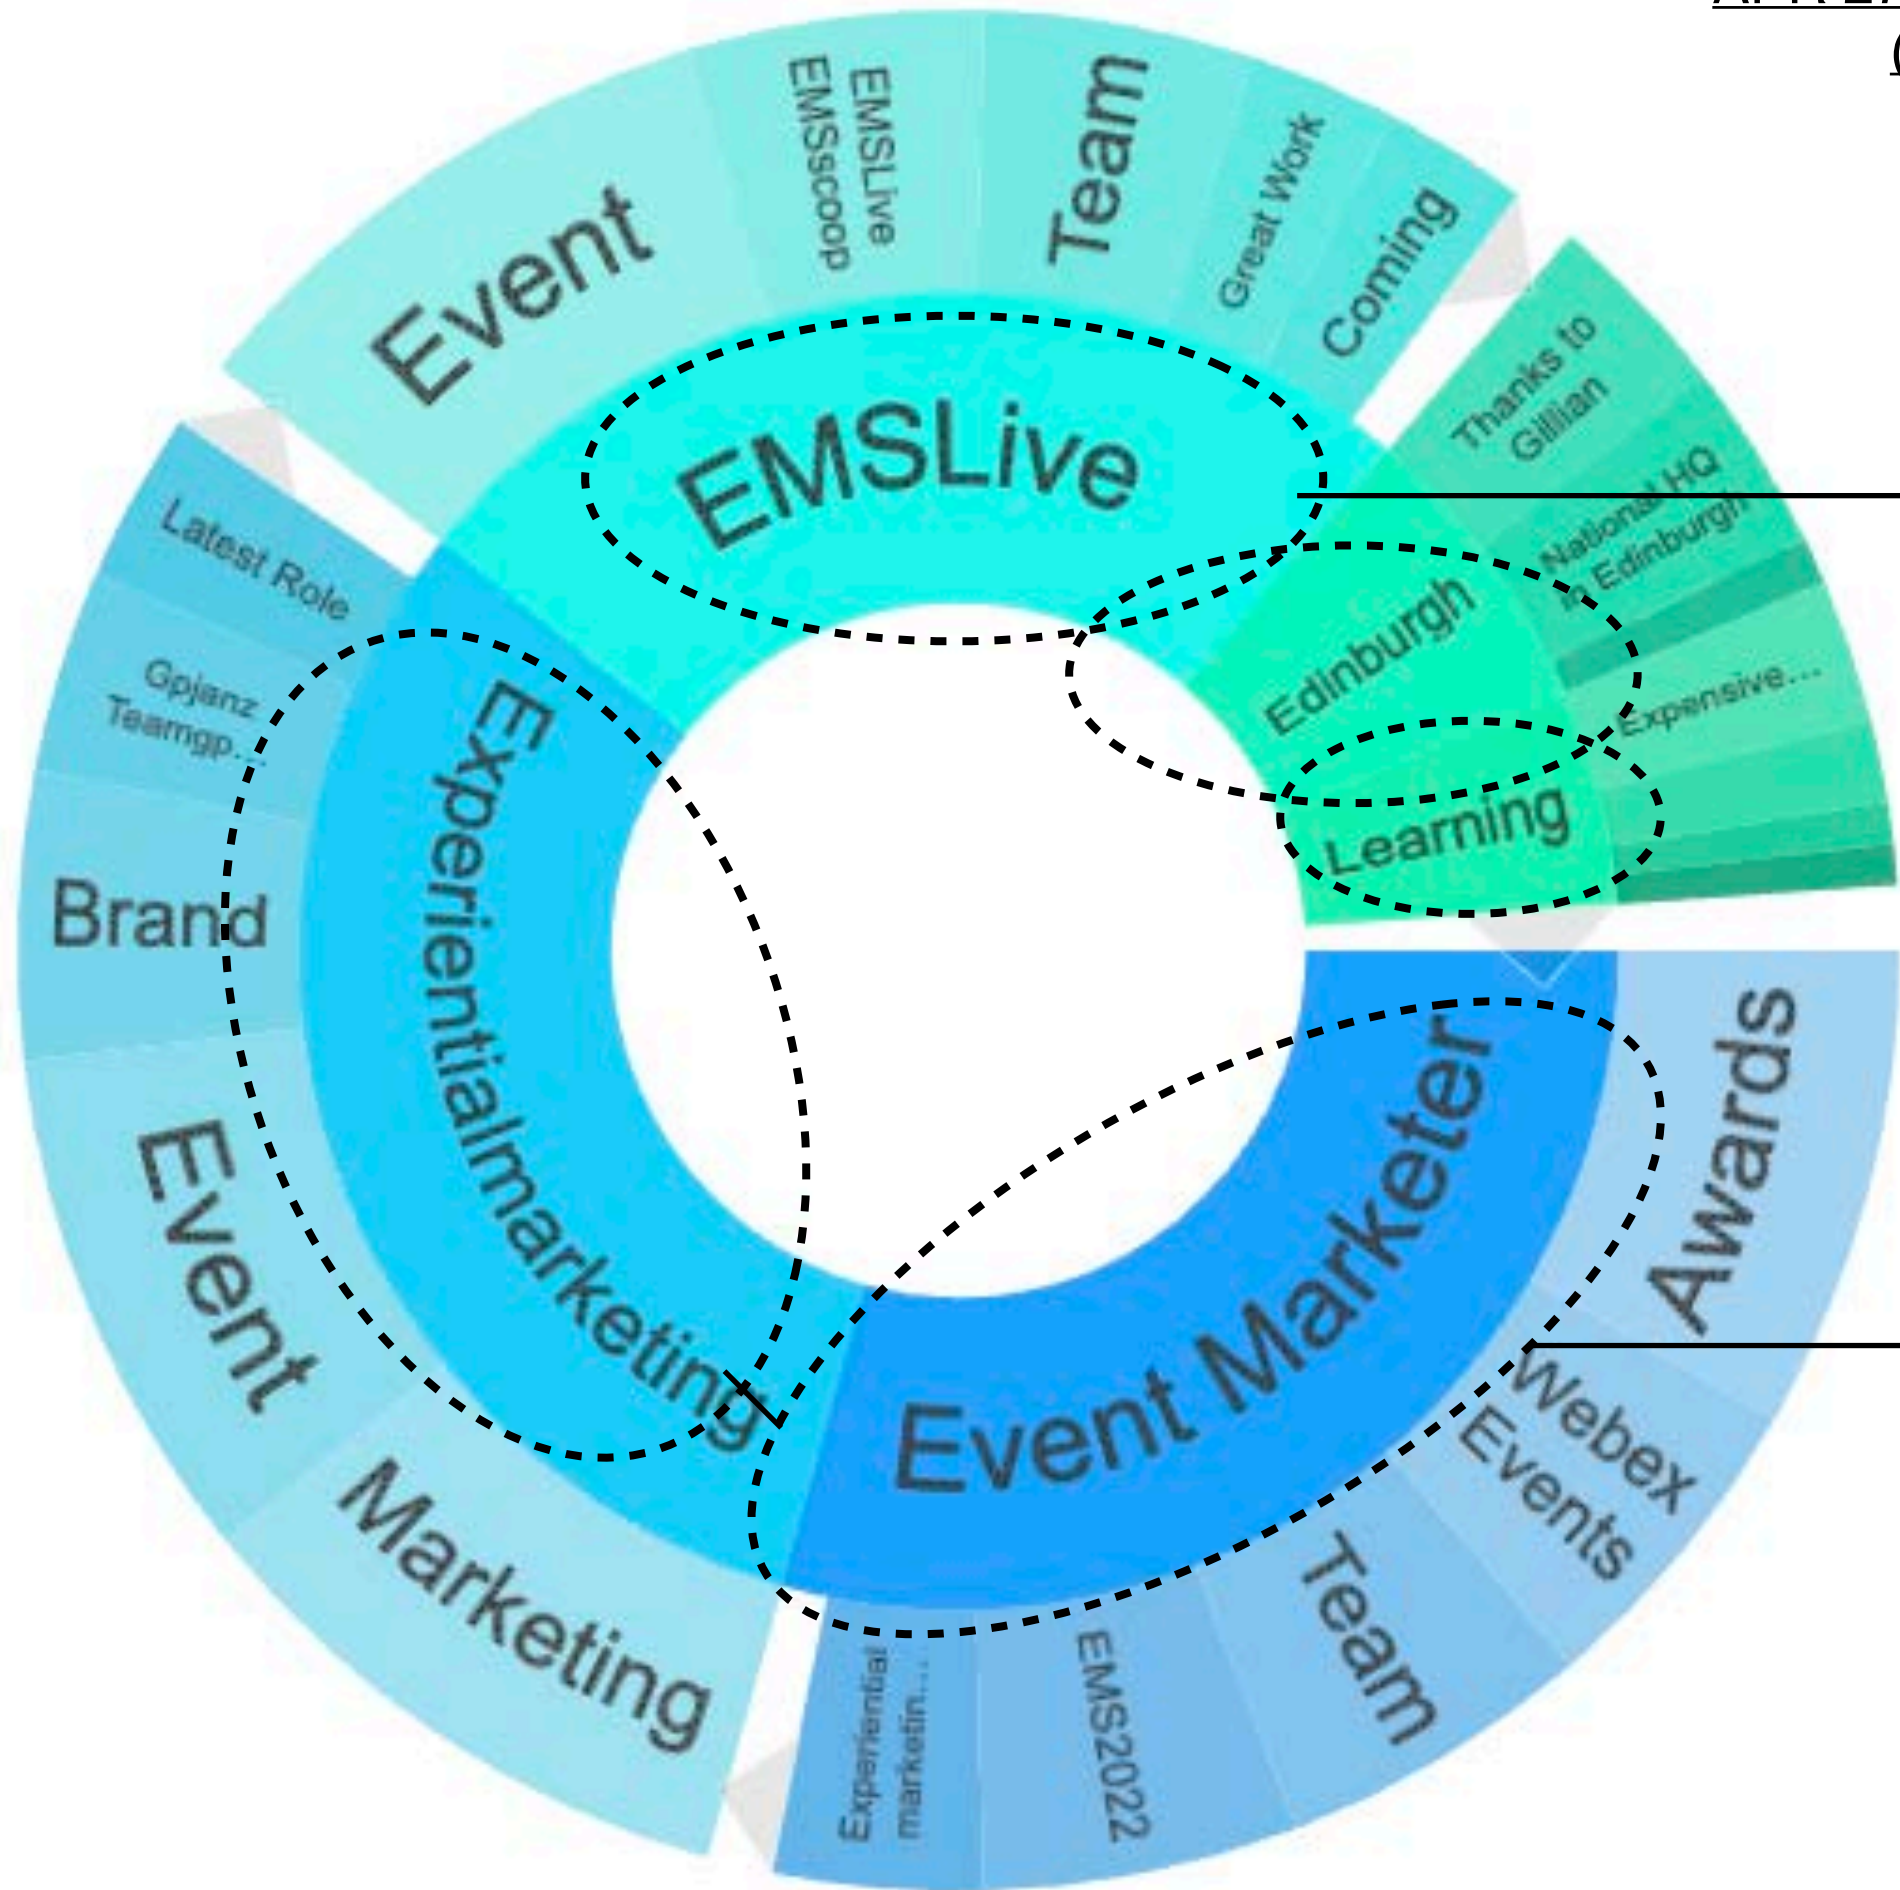 (
Event
EMSLive
EMSscoop
Team
Great Work
Coming
EMSLive
Thanks to
Gillian
National HQ
in Edinburgh
Expensive...
Edinburgh
Learning
Latest Role
Gpjanz
Teamgp...
Brand
Event
Marketing
Experientialmarketing
Event Marketer
Awards
Webex
Events
Team
EMS2022
Experiential
marketin...